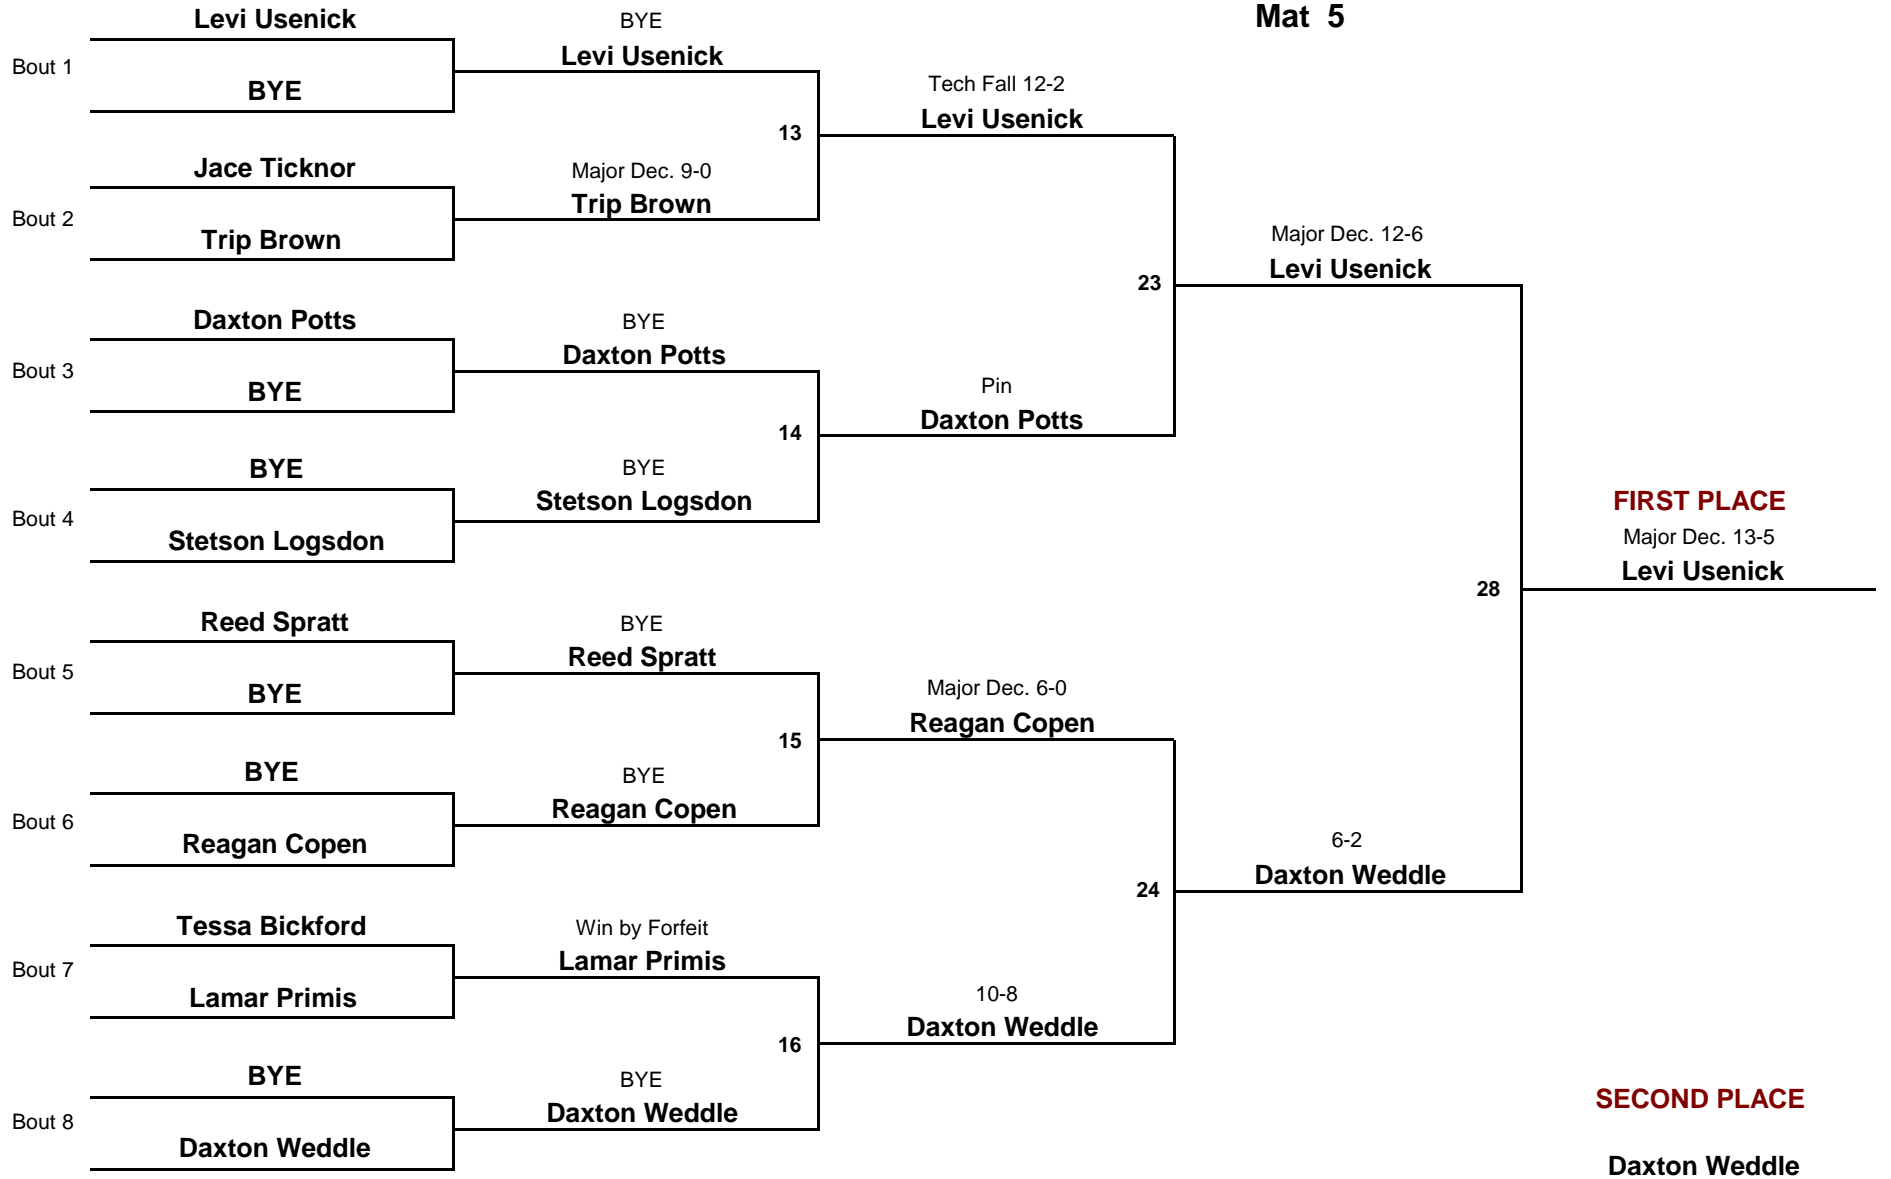 Mat 5
Levi Usenick
Bout 1
BYE
Jace Ticknor
Bout 2
Trip Brown
Daxton Potts
Bout 3
BYE
BYE
Bout 4
Stetson Logsdon
Reed Spratt
Bout 5
BYE
BYE
Bout 6
Reagan Copen
Tessa Bickford
Bout 7
Lamar Primis
BYE
Bout 8
Daxton Weddle
BYE
Levi Usenick
13
Major Dec. 9-0
Trip Brown
BYE
Daxton Potts
14
BYE
Stetson Logsdon
BYE
Reed Spratt
15
BYE
Reagan Copen
Win by Forfeit
Lamar Primis
16
BYE
Daxton Weddle
Tech Fall 12-2
Levi Usenick
23
Pin
Daxton Potts
Major Dec. 6-0
Reagan Copen
24
10-8
Daxton Weddle
Major Dec. 12-6
Levi Usenick
28
6-2
Daxton Weddle
FIRST PLACE
Major Dec. 13-5
Levi Usenick
SECOND PLACE
Daxton Weddle